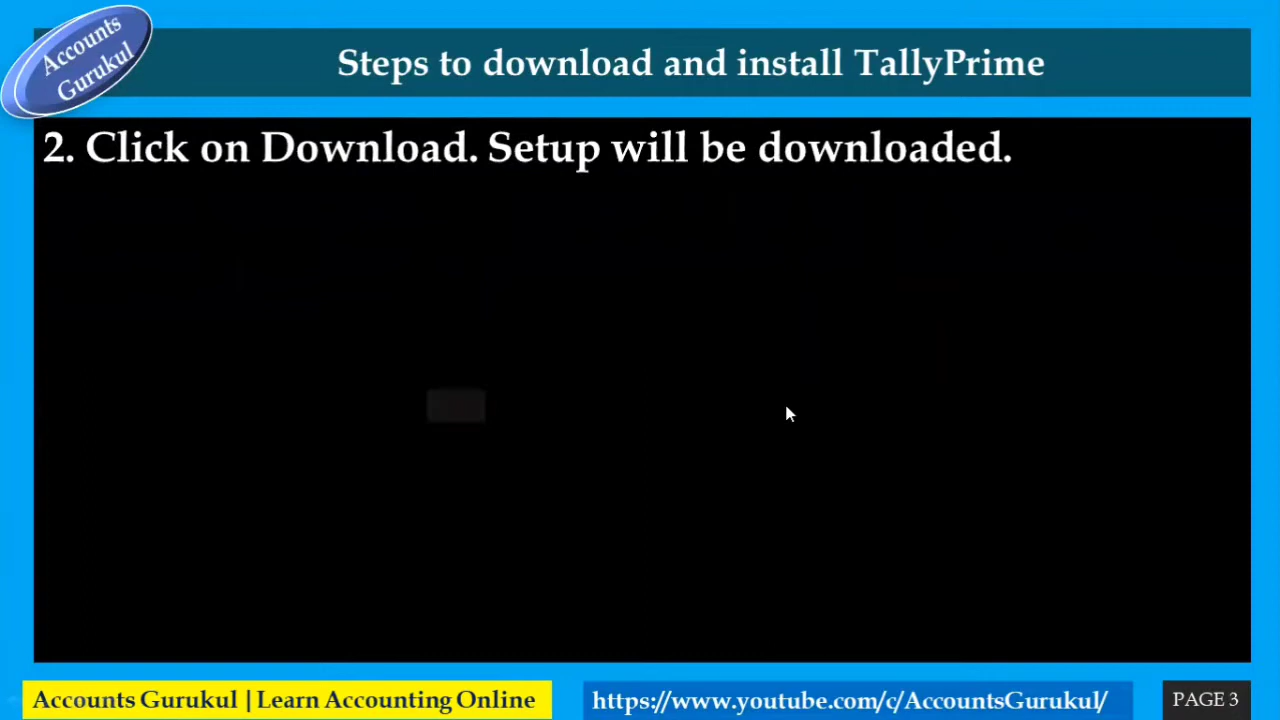 Accounts
Gurukul
Steps to download and install TallyPrime
2. Click on Download. Setup will be downloaded.
Accounts Gurukul | Learn Accounting Online
https://www.youtube.com/c/AccountsGurukul/
PAGE 3